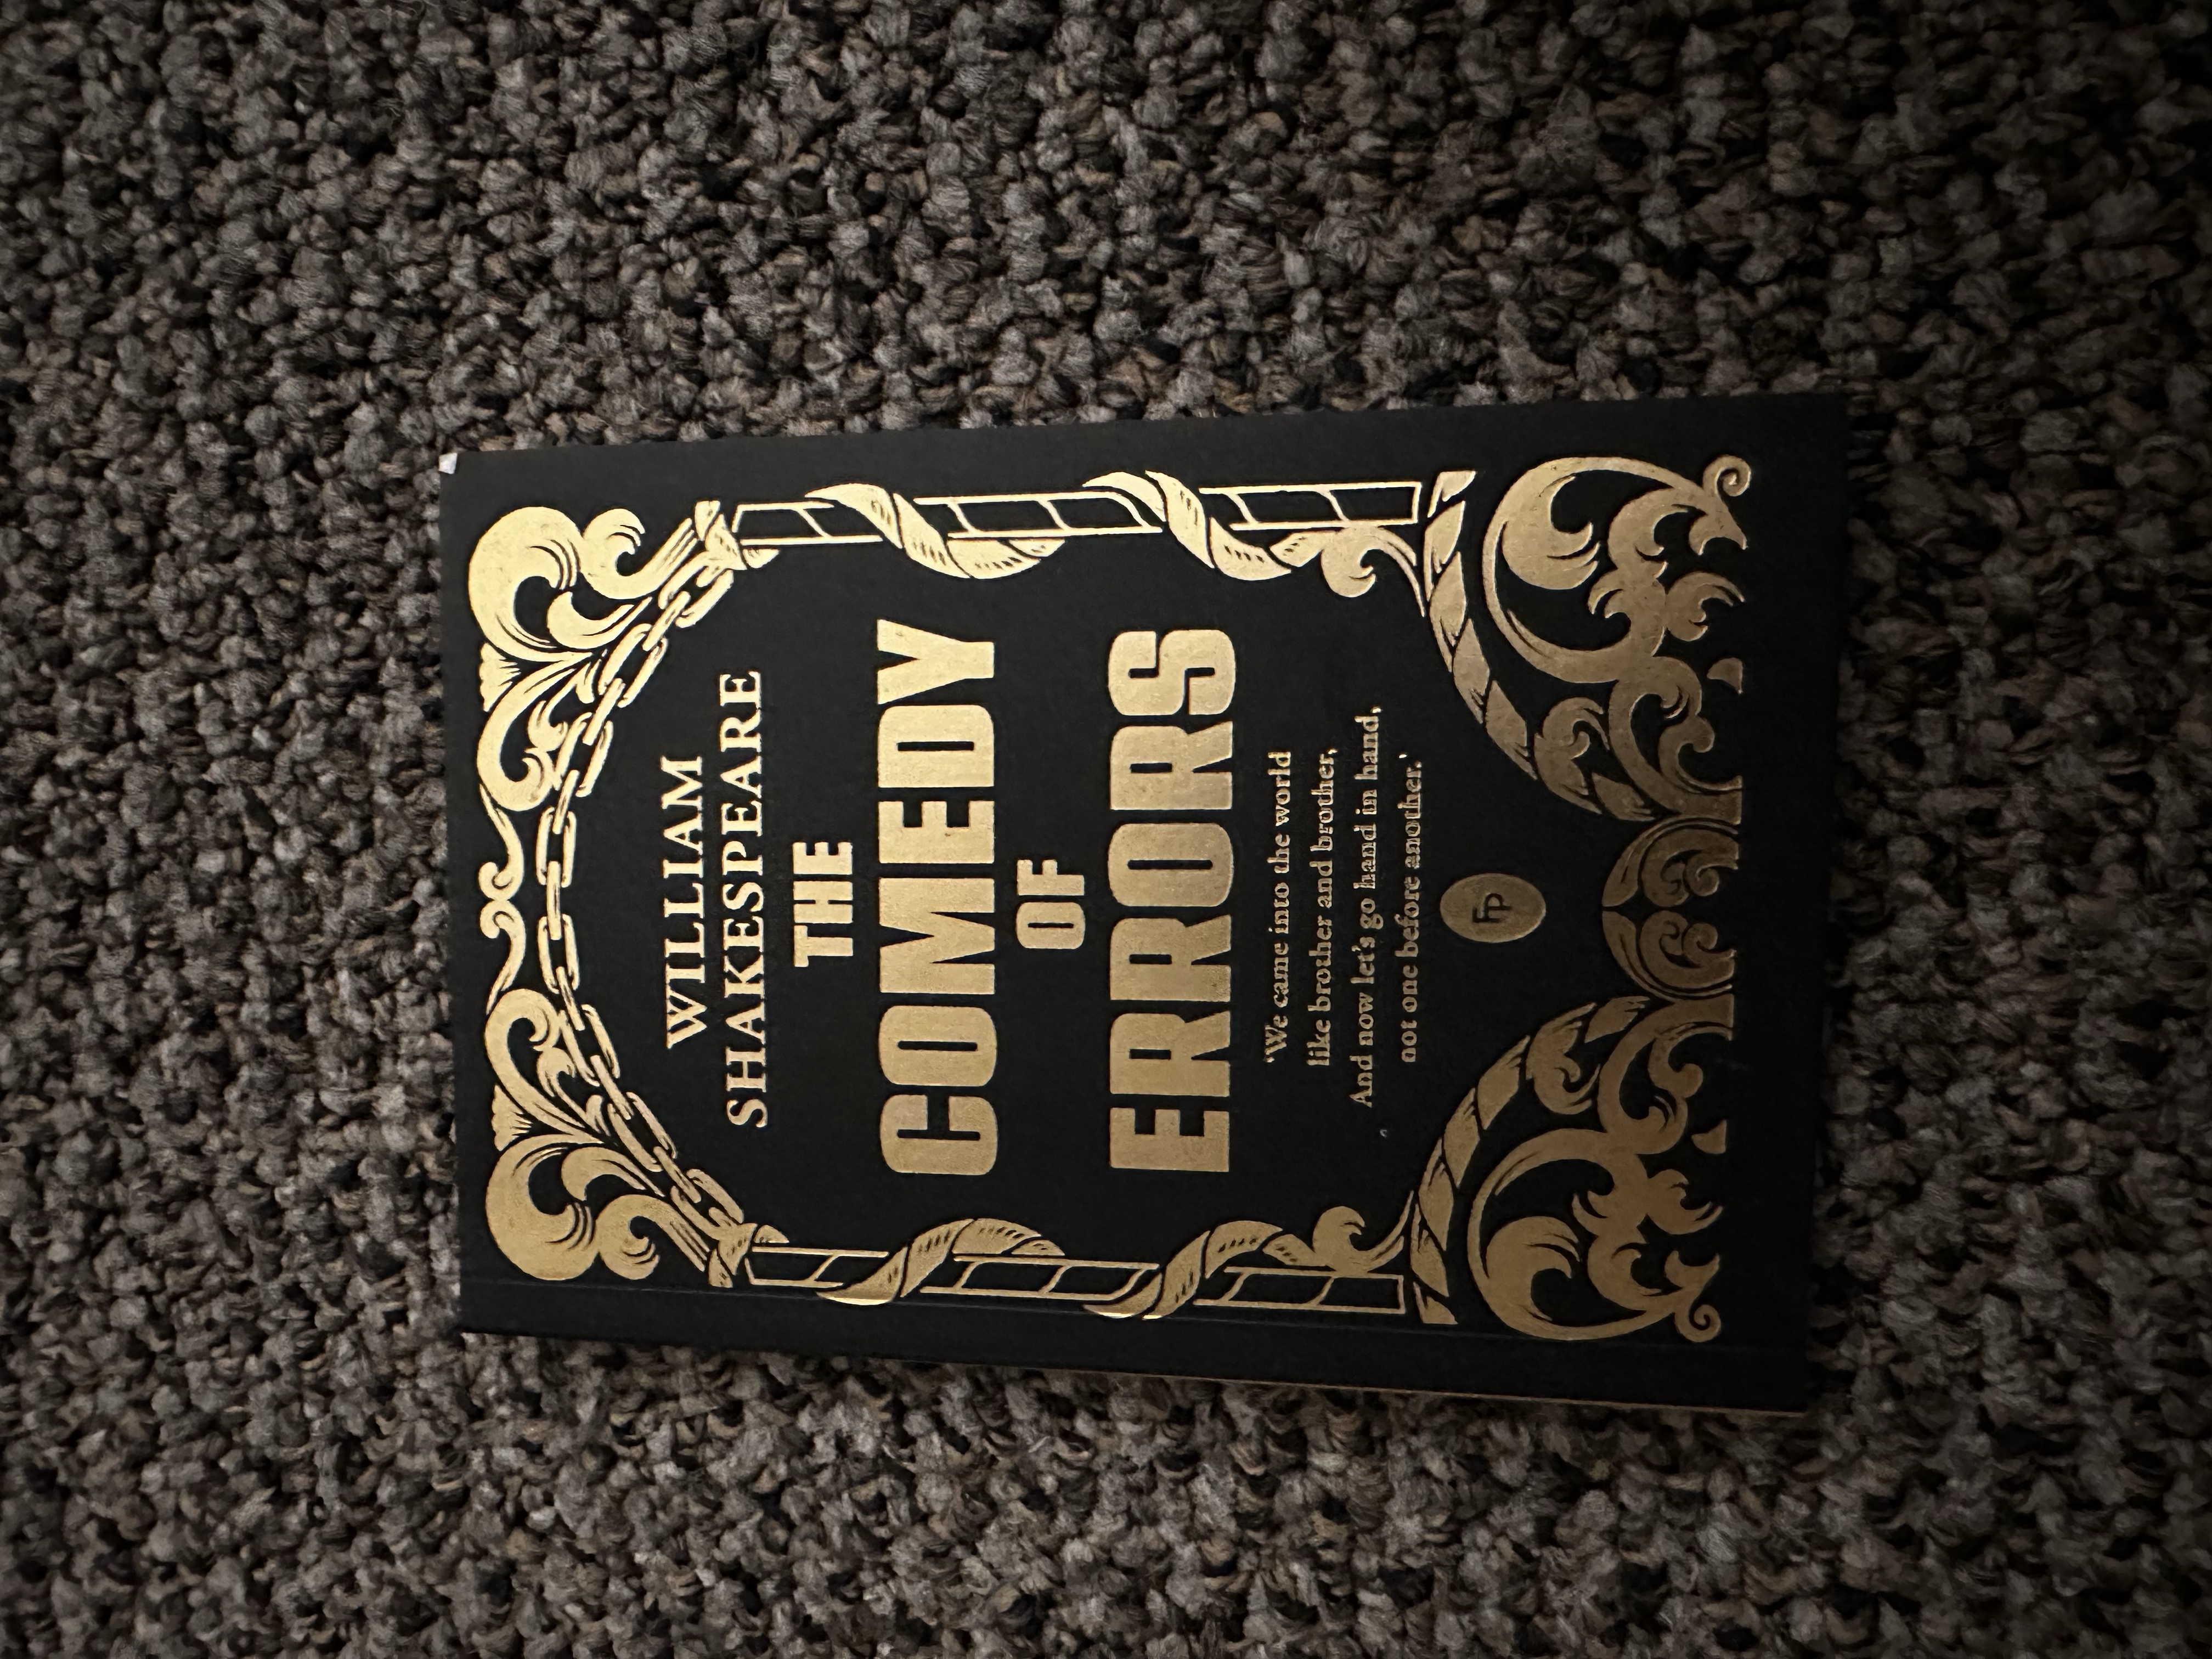 WILLIAM
SHAKESPEARE
THE
COMEDY
OF
ERRORS
‘We came into the world
like brother and brother,
And now let’s go hand in hand,
not one before another.’
FP